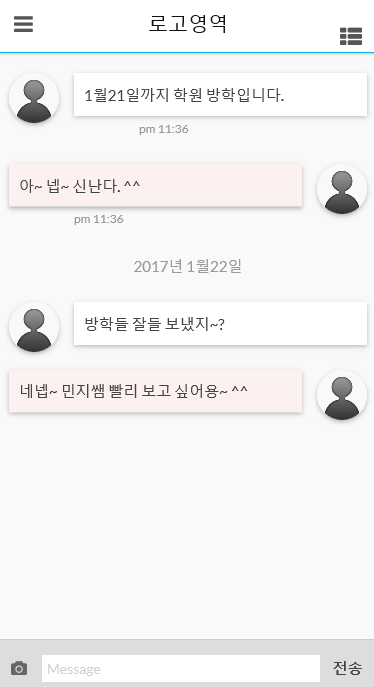 로고영역
1월21일까지 학원 방학입니다.
pm 11:36
아~ 넵~ 신난다. ^^
pm 11:36
2017년 1월22일
방학들 잘들 보냈지~?
네넵~ 민지쌤 빨리 보고 싶어용~ ^^
Message
전송